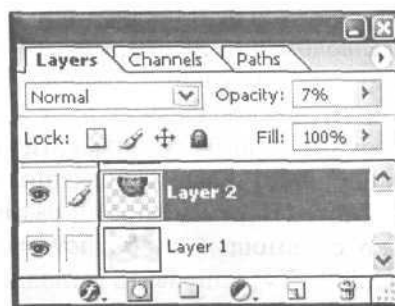 Layers Channels Paths
Normal Opacity: 7%
Lock: Fill: 100%
Layer 2
Layer 1